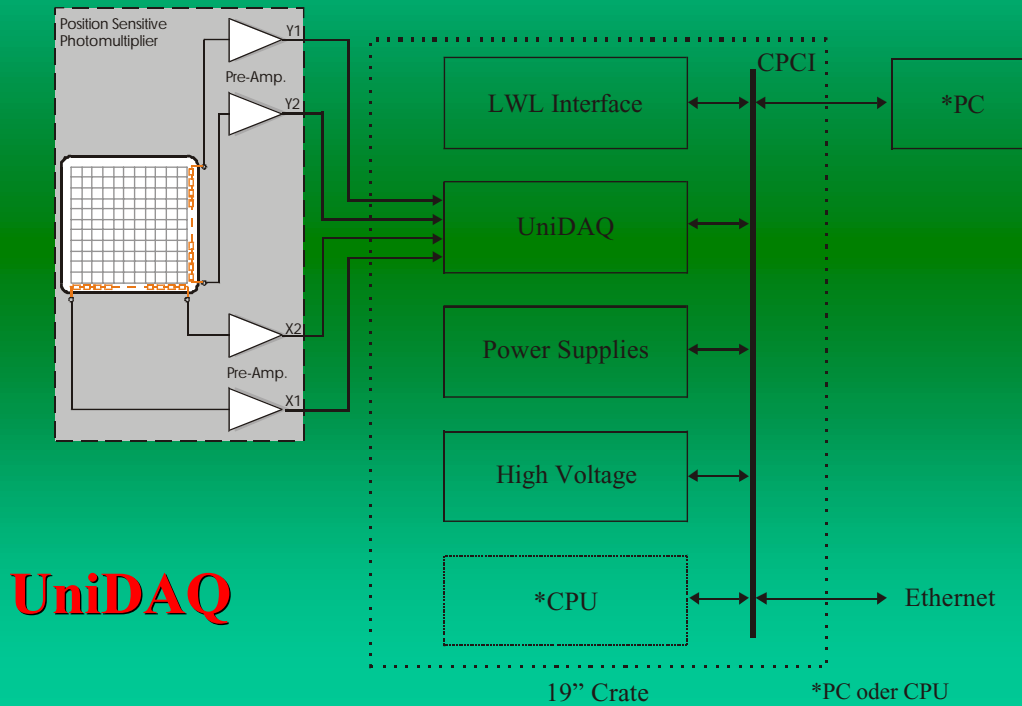 Position Sensitive
Photomultiplier
Y1
Pre-Amp.
Y2
X2
Pre-Amp.
X1
CPCI
LWL Interface
*PC
UniDAQ
Power Supplies
High Voltage
*CPU
Ethernet
UniDAQ
19” Crate
*PC oder CPU